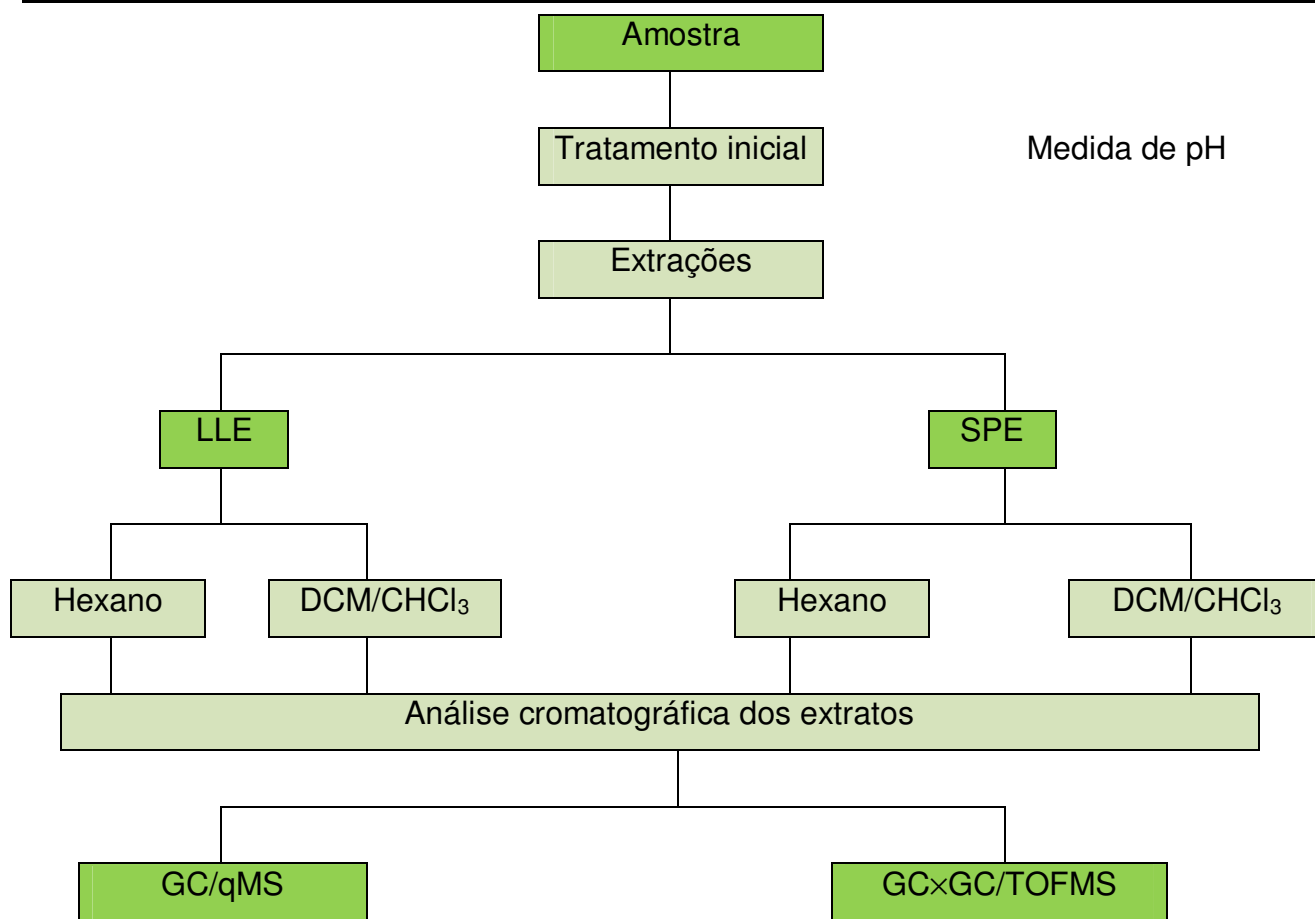 Amostra
Tratamento inicial
Medida de pH
Extrações
LLE
SPE
Hexano
DCM/CHCl₃
Hexano
DCM/CHCl₃
Análise cromatográfica dos extratos
GC/qMS
GC×GC/TOFMS